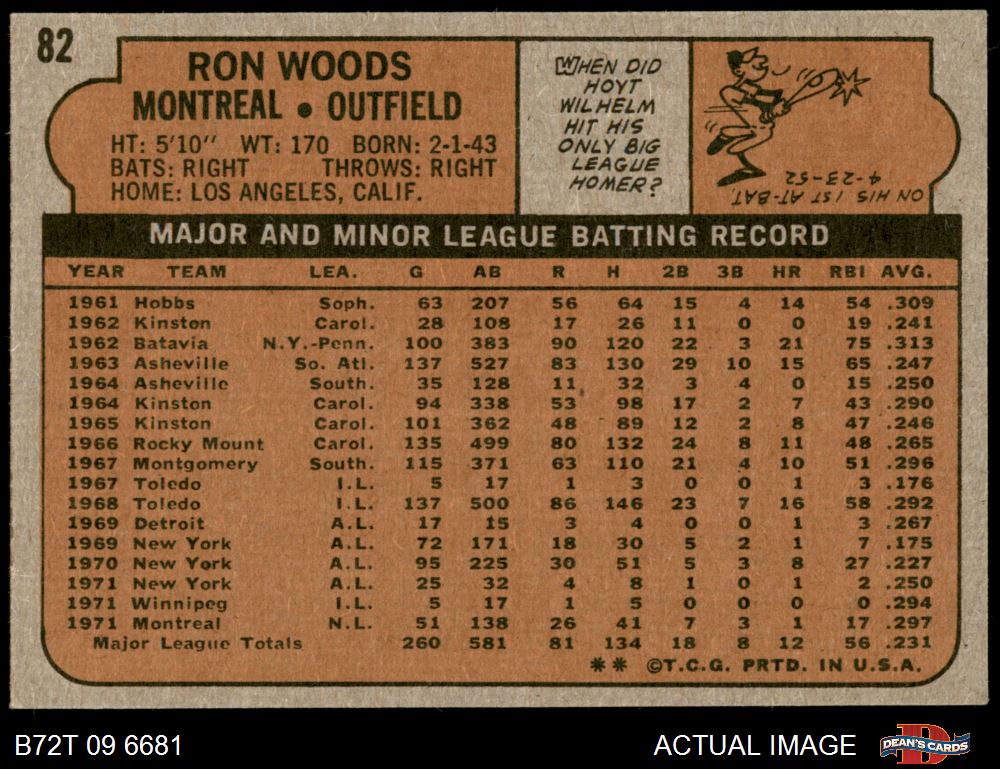 82
RON WOODS
MONTREAL • OUTFIELD
HT: 5'10" WT: 170 BORN: 2-1-43
BATS: RIGHT THROWS: RIGHT
HOME: LOS ANGELES, CALIF.
WHEN DID
HOYT
WILHELM
HIT HIS
ONLY BIG
LEAGUE
HOMER?
ON HIS 1ST AT-BAT,
4-23-52
MAJOR AND MINOR LEAGUE BATTING RECORD
YEAR TEAM LEA. G AB R H 2B 3B HR RBI AVG.
1961 Hobbs Soph. 63 207 56 64 15 4 14 54 .309
1962 Kinston Carol. 28 108 17 26 11 0 0 19 .241
1962 Batavia N.Y.-Penn. 100 383 90 120 22 3 21 75 .313
1963 Asheville So. Atl. 137 527 83 130 29 10 15 65 .247
1964 Asheville South. 35 128 11 32 3 4 0 15 .250
1964 Kinston Carol. 94 338 53 98 17 2 7 43 .290
1965 Kinston Carol. 101 362 48 89 12 2 8 47 .246
1966 Rocky Mount Carol. 135 499 80 132 24 8 11 48 .265
1967 Montgomery South. 115 371 63 110 21 4 10 51 .296
1967 Toledo I.L. 5 17 1 3 0 0 1 3 .176
1968 Toledo I.L. 137 500 86 146 23 7 16 58 .292
1969 Detroit A.L. 17 15 3 4 0 0 1 3 .267
1969 New York A.L. 72 171 18 30 5 2 1 7 .175
1970 New York A.L. 95 225 30 51 5 3 8 27 .227
1971 New York A.L. 25 32 4 8 1 0 1 2 .250
1971 Winnipeg I.L. 5 17 1 5 0 0 0 0 .294
1971 Montreal N.L. 51 138 26 41 7 3 1 17 .297
Major League Totals 260 581 81 134 18 8 12 56 .231
** ©T.C.G. PRTD. IN U.S.A.
B72T 09 6681
ACTUAL IMAGE
DEAN'S CARDS